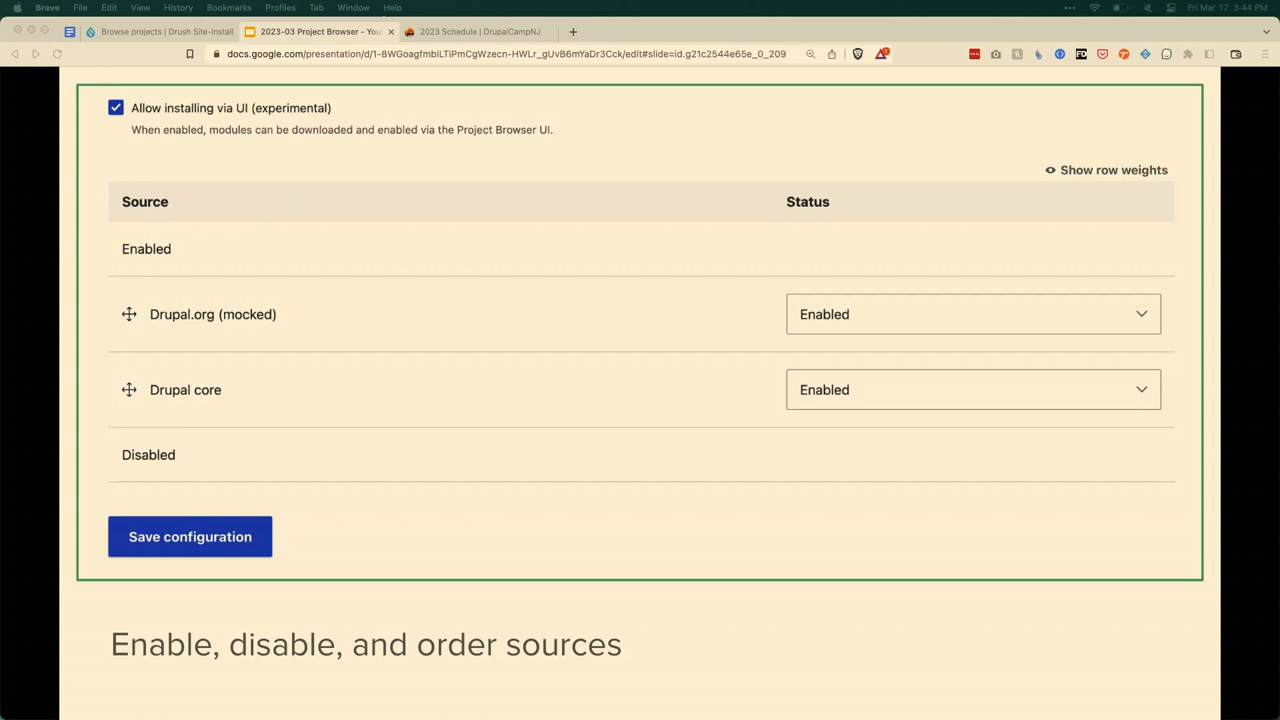 Brave File Edit View History Bookmarks Profiles Tab Window Help Fri Mar 17 3:44 PM
Browse projects | Drush Site-Install 2023-03 Project Browser - You 2023 Schedule | DrupalCampNJ
docs.google.com/presentation/d/1-8WGoagfmbiLTiPmCgWzecn-HWLr_gUvB6mYaDr3Cck/edit#slide=id.g21c2544e65e_0_209
Allow installing via UI (experimental)
When enabled, modules can be downloaded and enabled via the Project Browser UI.
Show row weights
Source Status
Enabled
Drupal.org (mocked) Enabled
Drupal core Enabled
Disabled
Save configuration
Enable, disable, and order sources